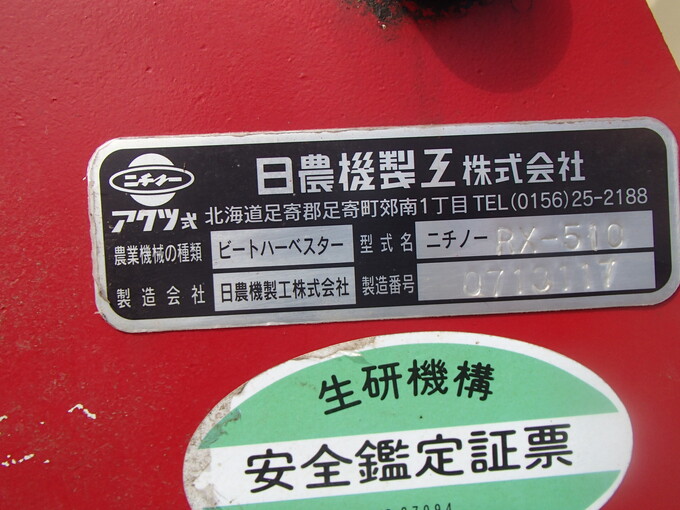 ニチノー
アクツ式
日農機製工株式会社
北海道足寄郡足寄町郊南1丁目 TEL(0156)25-2188
農業機械の種類 ビートハーベスター 型式名 ニチノー RX-510
製造会社 日農機製工株式会社 製造番号 0713117
生研機構
安全鑑定証票